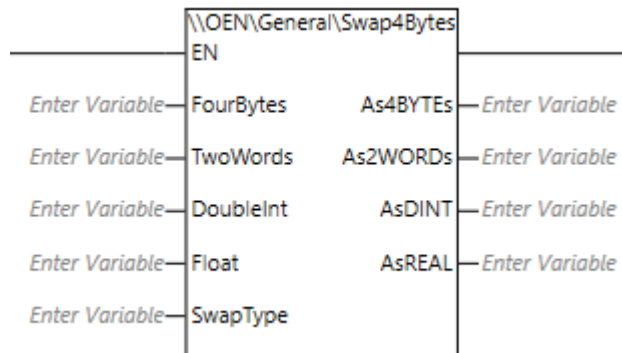 \\OEN\General\Swap4Bytes
EN
Enter Variable FourBytes As4BYTEs Enter Variable
Enter Variable TwoWords As2WORDs Enter Variable
Enter Variable DoubleInt AsDINT Enter Variable
Enter Variable Float AsREAL Enter Variable
Enter Variable SwapType